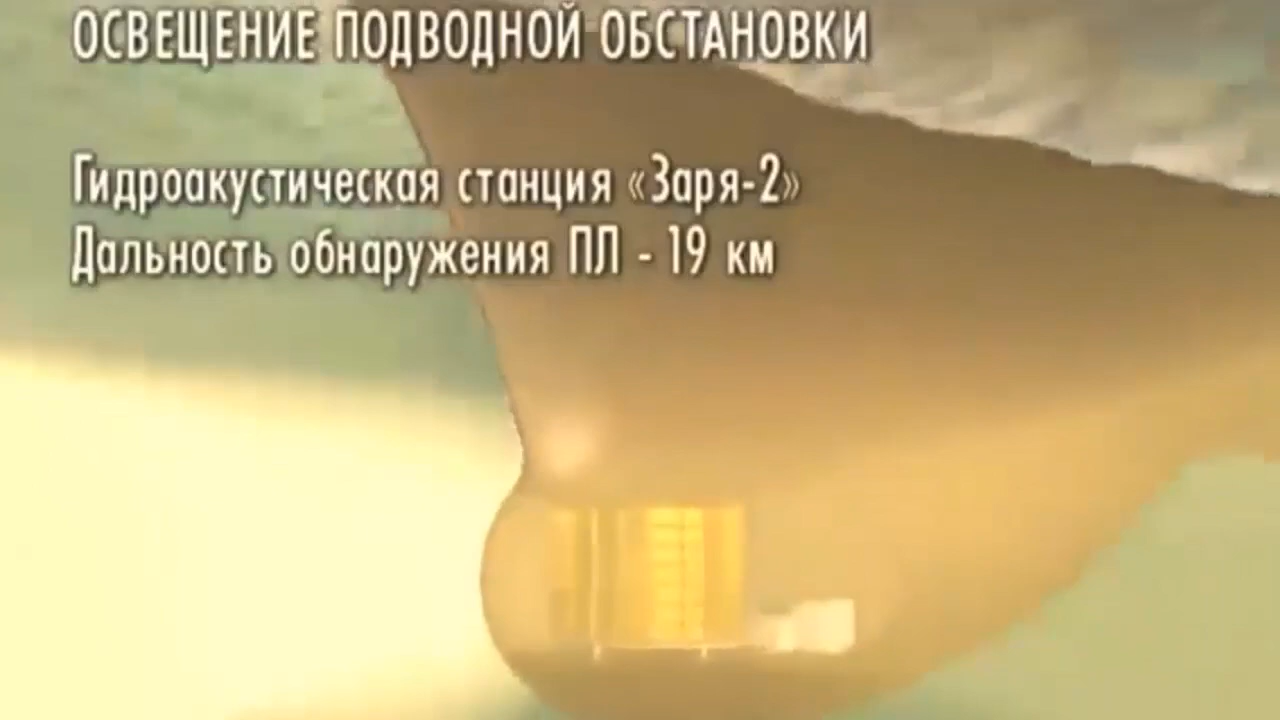 ОСВЕЩЕНИЕ ПОДВОДНОЙ ОБСТАНОВКИ
Гидроакустическая станция «Заря-2»
Дальность обнаружения ПЛ - 19 км